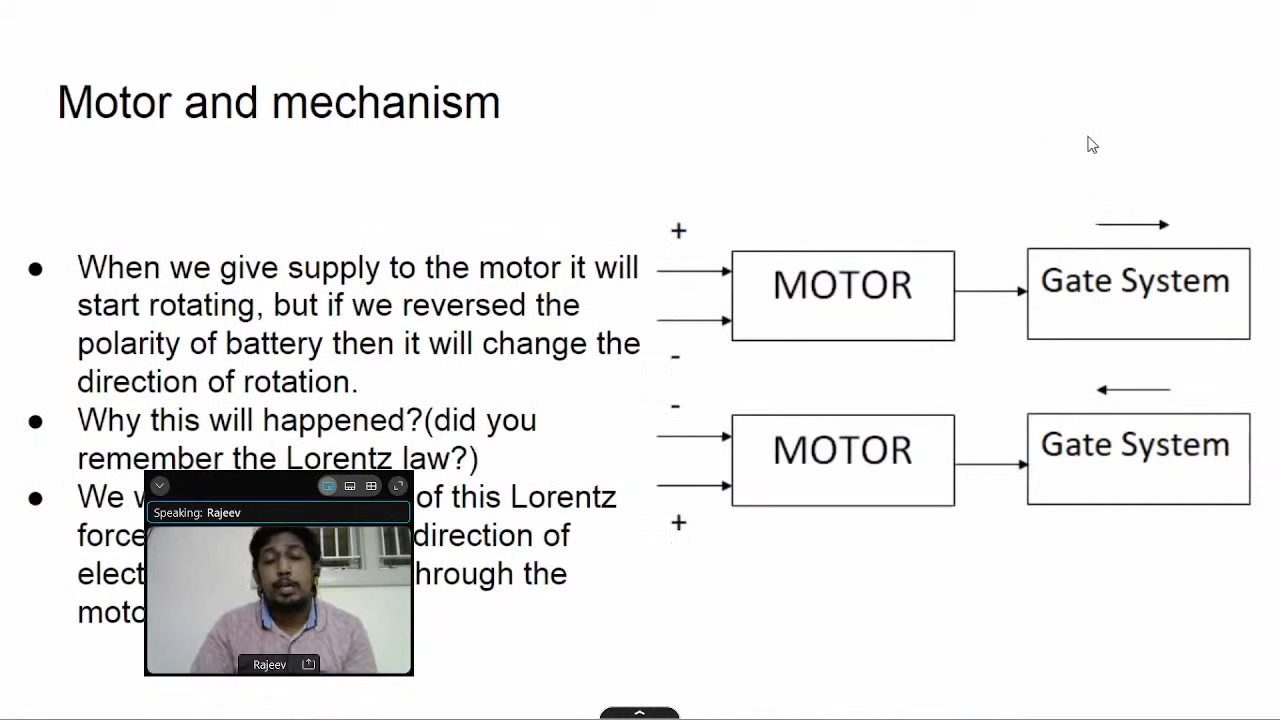 Motor and mechanism
● When we give supply to the motor it will
start rotating, but if we reversed the
polarity of battery then it will change the
direction of rotation.
● Why this will happened?(did you
remember the Lorentz law?)
● We of this Lorentz
force direction of
through the
+
MOTOR
-
Gate System
-
MOTOR
+
Gate System
Speaking: Rajeev
Rajeev